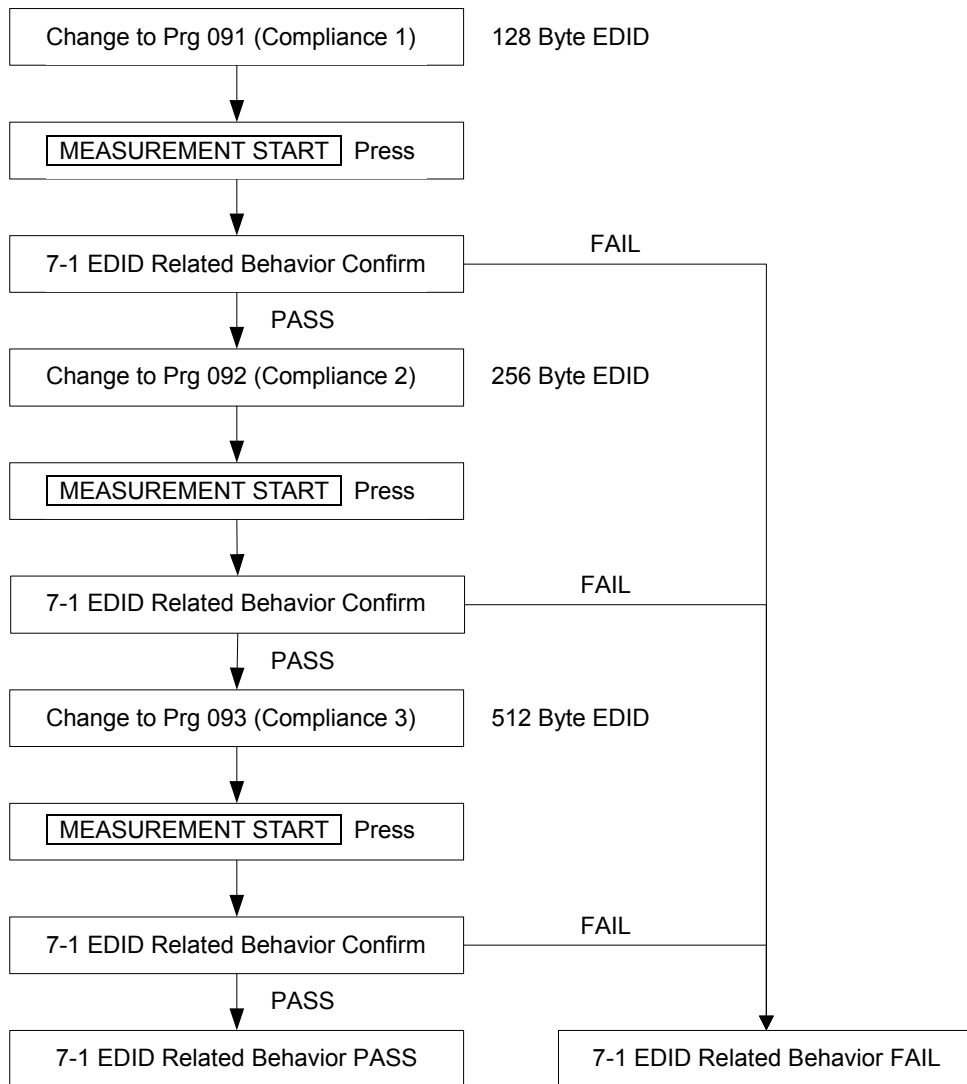 Change to Prg 091 (Compliance 1) 128 Byte EDID
MEASUREMENT START Press
7-1 EDID Related Behavior Confirm FAIL
PASS
Change to Prg 092 (Compliance 2) 256 Byte EDID
MEASUREMENT START Press
7-1 EDID Related Behavior Confirm FAIL
PASS
Change to Prg 093 (Compliance 3) 512 Byte EDID
MEASUREMENT START Press
7-1 EDID Related Behavior Confirm FAIL
PASS
7-1 EDID Related Behavior PASS 7-1 EDID Related Behavior FAIL